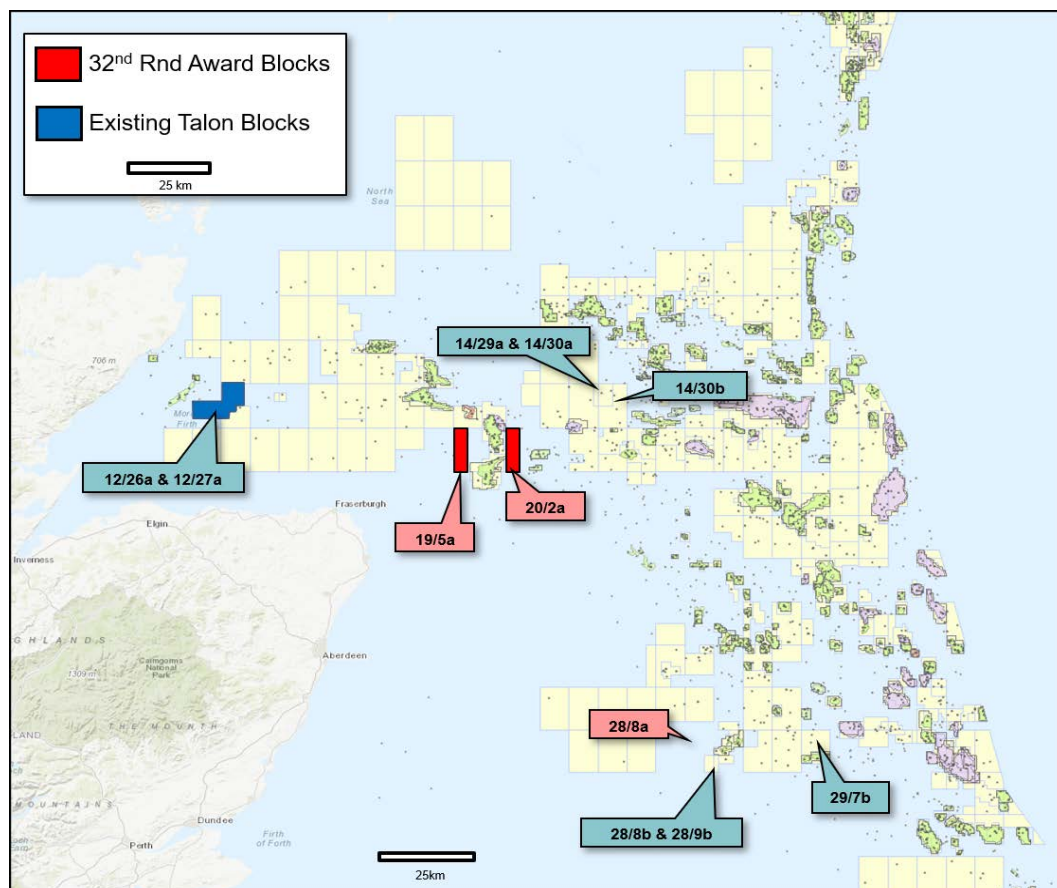 32nd Rnd Award Blocks
Existing Talon Blocks
25 km
North
Sea
14/29a & 14/30a
706 m
14/30b
Firth
12/26a & 12/27a
20/2a
Fraserburgh
Elgin
19/5a
Inverness
GHLANDS
Aberdeen
Cairngorms
National
Park
1309 m
THE MOUNTH
LAND
28/8a
29/7b
MOUNTAINS
Dundee
28/8b & 28/9b
Firth
of Forth
Perth
25km